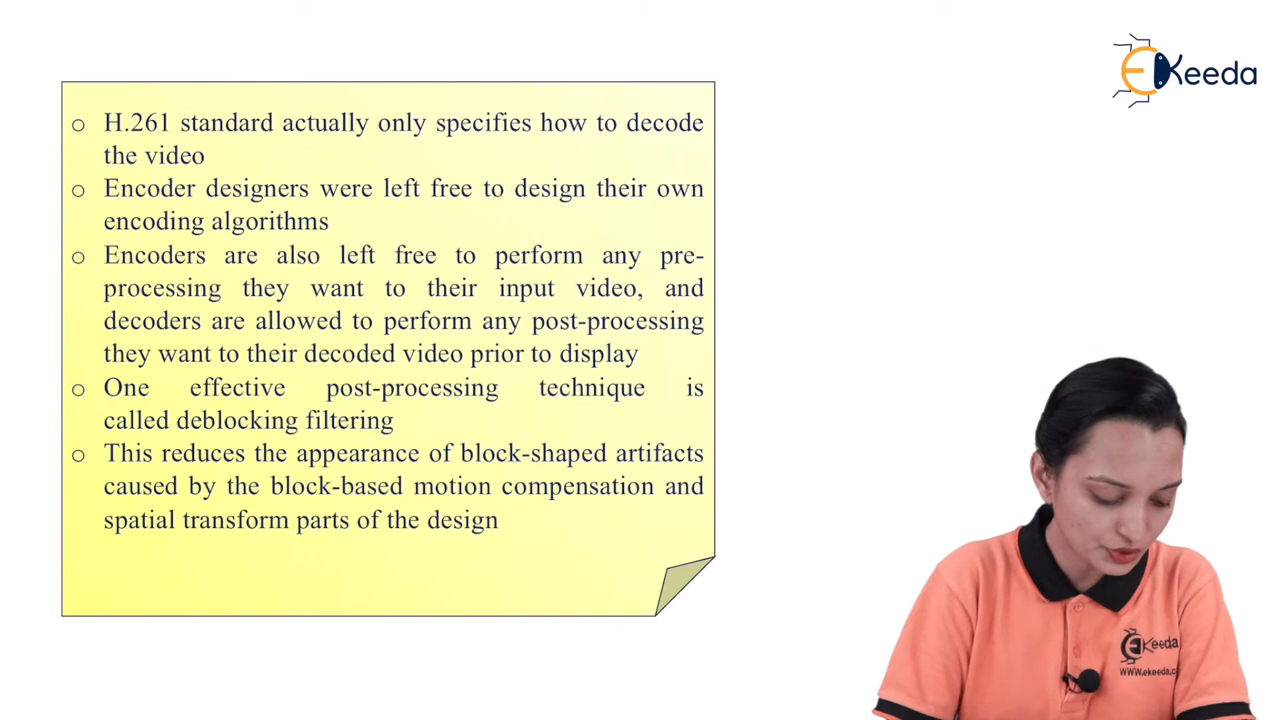 EKeeda
o H.261 standard actually only specifies how to decode
the video
o Encoder designers were left free to design their own
encoding algorithms
o Encoders are also left free to perform any pre-
processing they want to their input video, and
decoders are allowed to perform any post-processing
they want to their decoded video prior to display
o One effective post-processing technique is
called deblocking filtering
o This reduces the appearance of block-shaped artifacts
caused by the block-based motion compensation and
spatial transform parts of the design
EKeeda